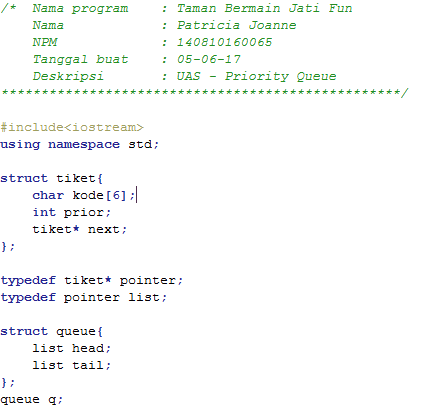 /*  Nama program    : Taman Bermain Jati Fun
    Nama            : Patricia Joanne
    NPM             : 140810160065
    Tanggal buat    : 05-06-17
    Deskripsi       : UAS - Priority Queue
**************************************************/
#include<iostream>
using namespace std;
struct tiket{
    char kode[6];
    int prior;
    tiket* next;
};
typedef tiket* pointer;
typedef pointer list;
struct queue{
    list head;
    list tail;
};
queue q;